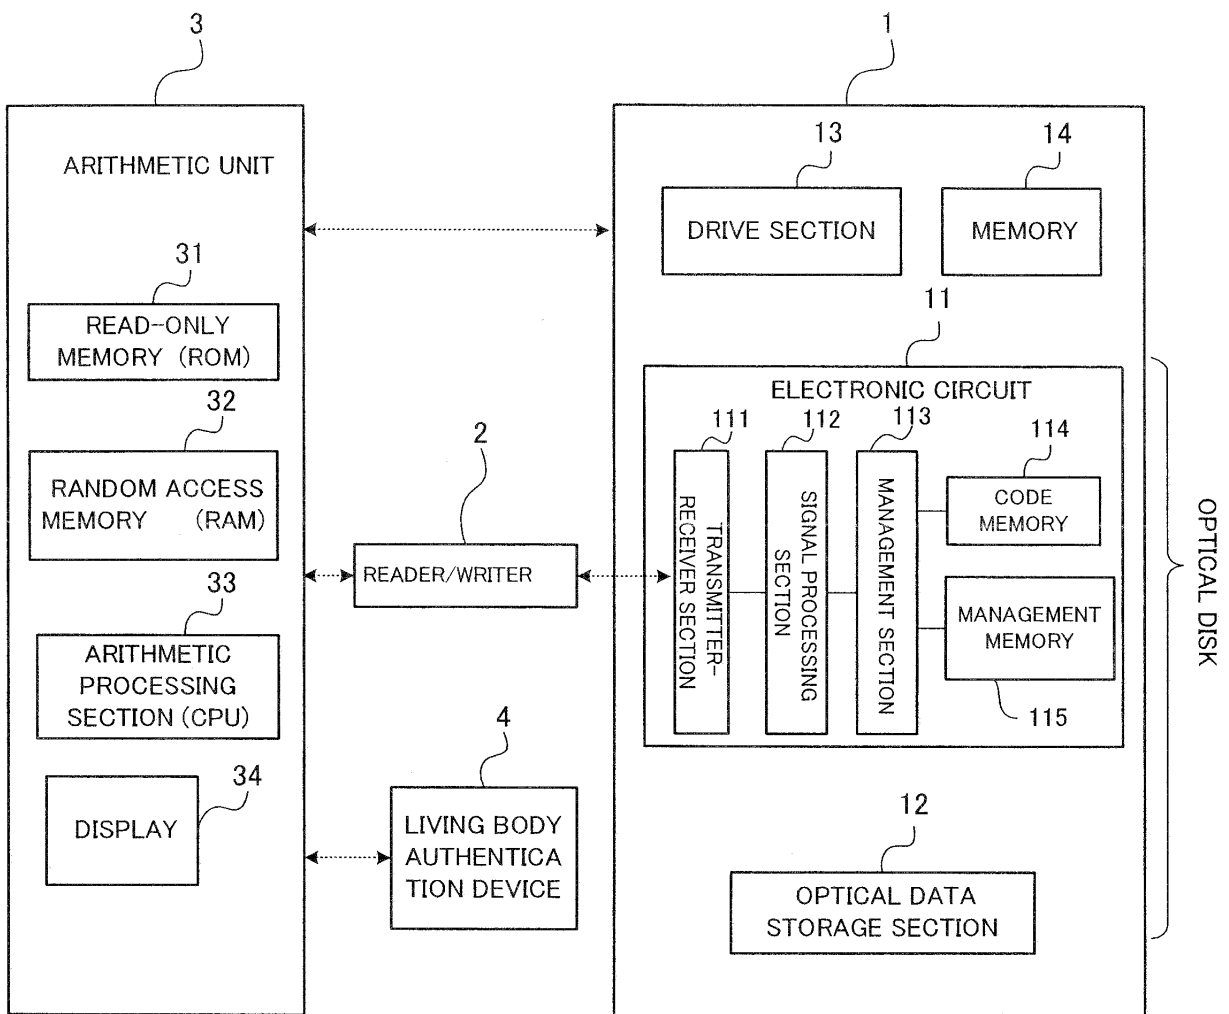 3
1
ARITHMETIC UNIT
13
14
DRIVE SECTION
MEMORY
31
READ-ONLY
MEMORY (ROM)
11
ELECTRONIC CIRCUIT
32
RANDOM ACCESS
MEMORY (RAM)
2
READER/WRITER
111
112
113
114
TRANSMITTER-
RECEIVER SECTION
SIGNAL PROCESSING
SECTION
MANAGEMENT SECTION
CODE
MEMORY
MANAGEMENT
MEMORY
115
OPTICAL DISK
33
ARITHMETIC
PROCESSING
SECTION (CPU)
34
DISPLAY
4
LIVING BODY
AUTHENTICA
TION DEVICE
12
OPTICAL DATA
STORAGE SECTION